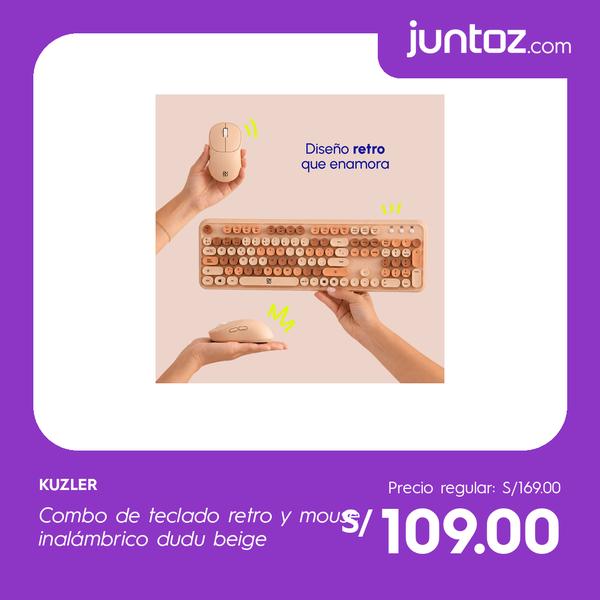 juntoz.com
Diseño retro
que enamora
KUZLER
Precio regular: S/169.00
Combo de teclado retro y mouse
inalámbrico dudu beige
S/ 109.00